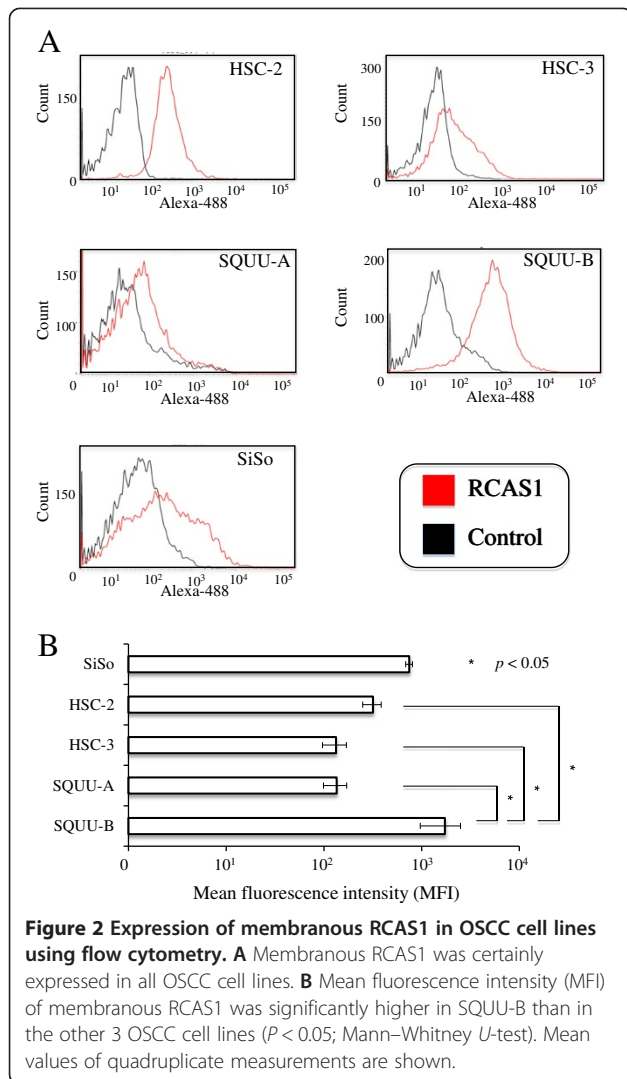 A
HSC-2
Count
150
0
10¹ 10² 10³ 10⁴ 10⁵
Alexa-488
HSC-3
Count
300
150
0
10¹ 10² 10³ 10⁴ 10⁵
Alexa-488
SQUU-A
Count
150
100
0
10¹ 10² 10³ 10⁴ 10⁵
Alexa-488
SQUU-B
Count
200
100
0
10¹ 10² 10³ 10⁴ 10⁵
Alexa-488
SiSo
Count
150
0
10¹ 10² 10³ 10⁴ 10⁵
Alexa-488
RCAS1
Control
B
SiSo
* p < 0.05
HSC-2
HSC-3
*
SQUU-A
* *
SQUU-B
0 10¹ 10² 10³ 10⁴
Mean fluorescence intensity (MFI)
Figure 2 Expression of membranous RCAS1 in OSCC cell lines
using flow cytometry. A Membranous RCAS1 was certainly
expressed in all OSCC cell lines. B Mean fluorescence intensity (MFI)
of membranous RCAS1 was significantly higher in SQUU-B than in
the other 3 OSCC cell lines (P < 0.05; Mann–Whitney U-test). Mean
values of quadruplicate measurements are shown.